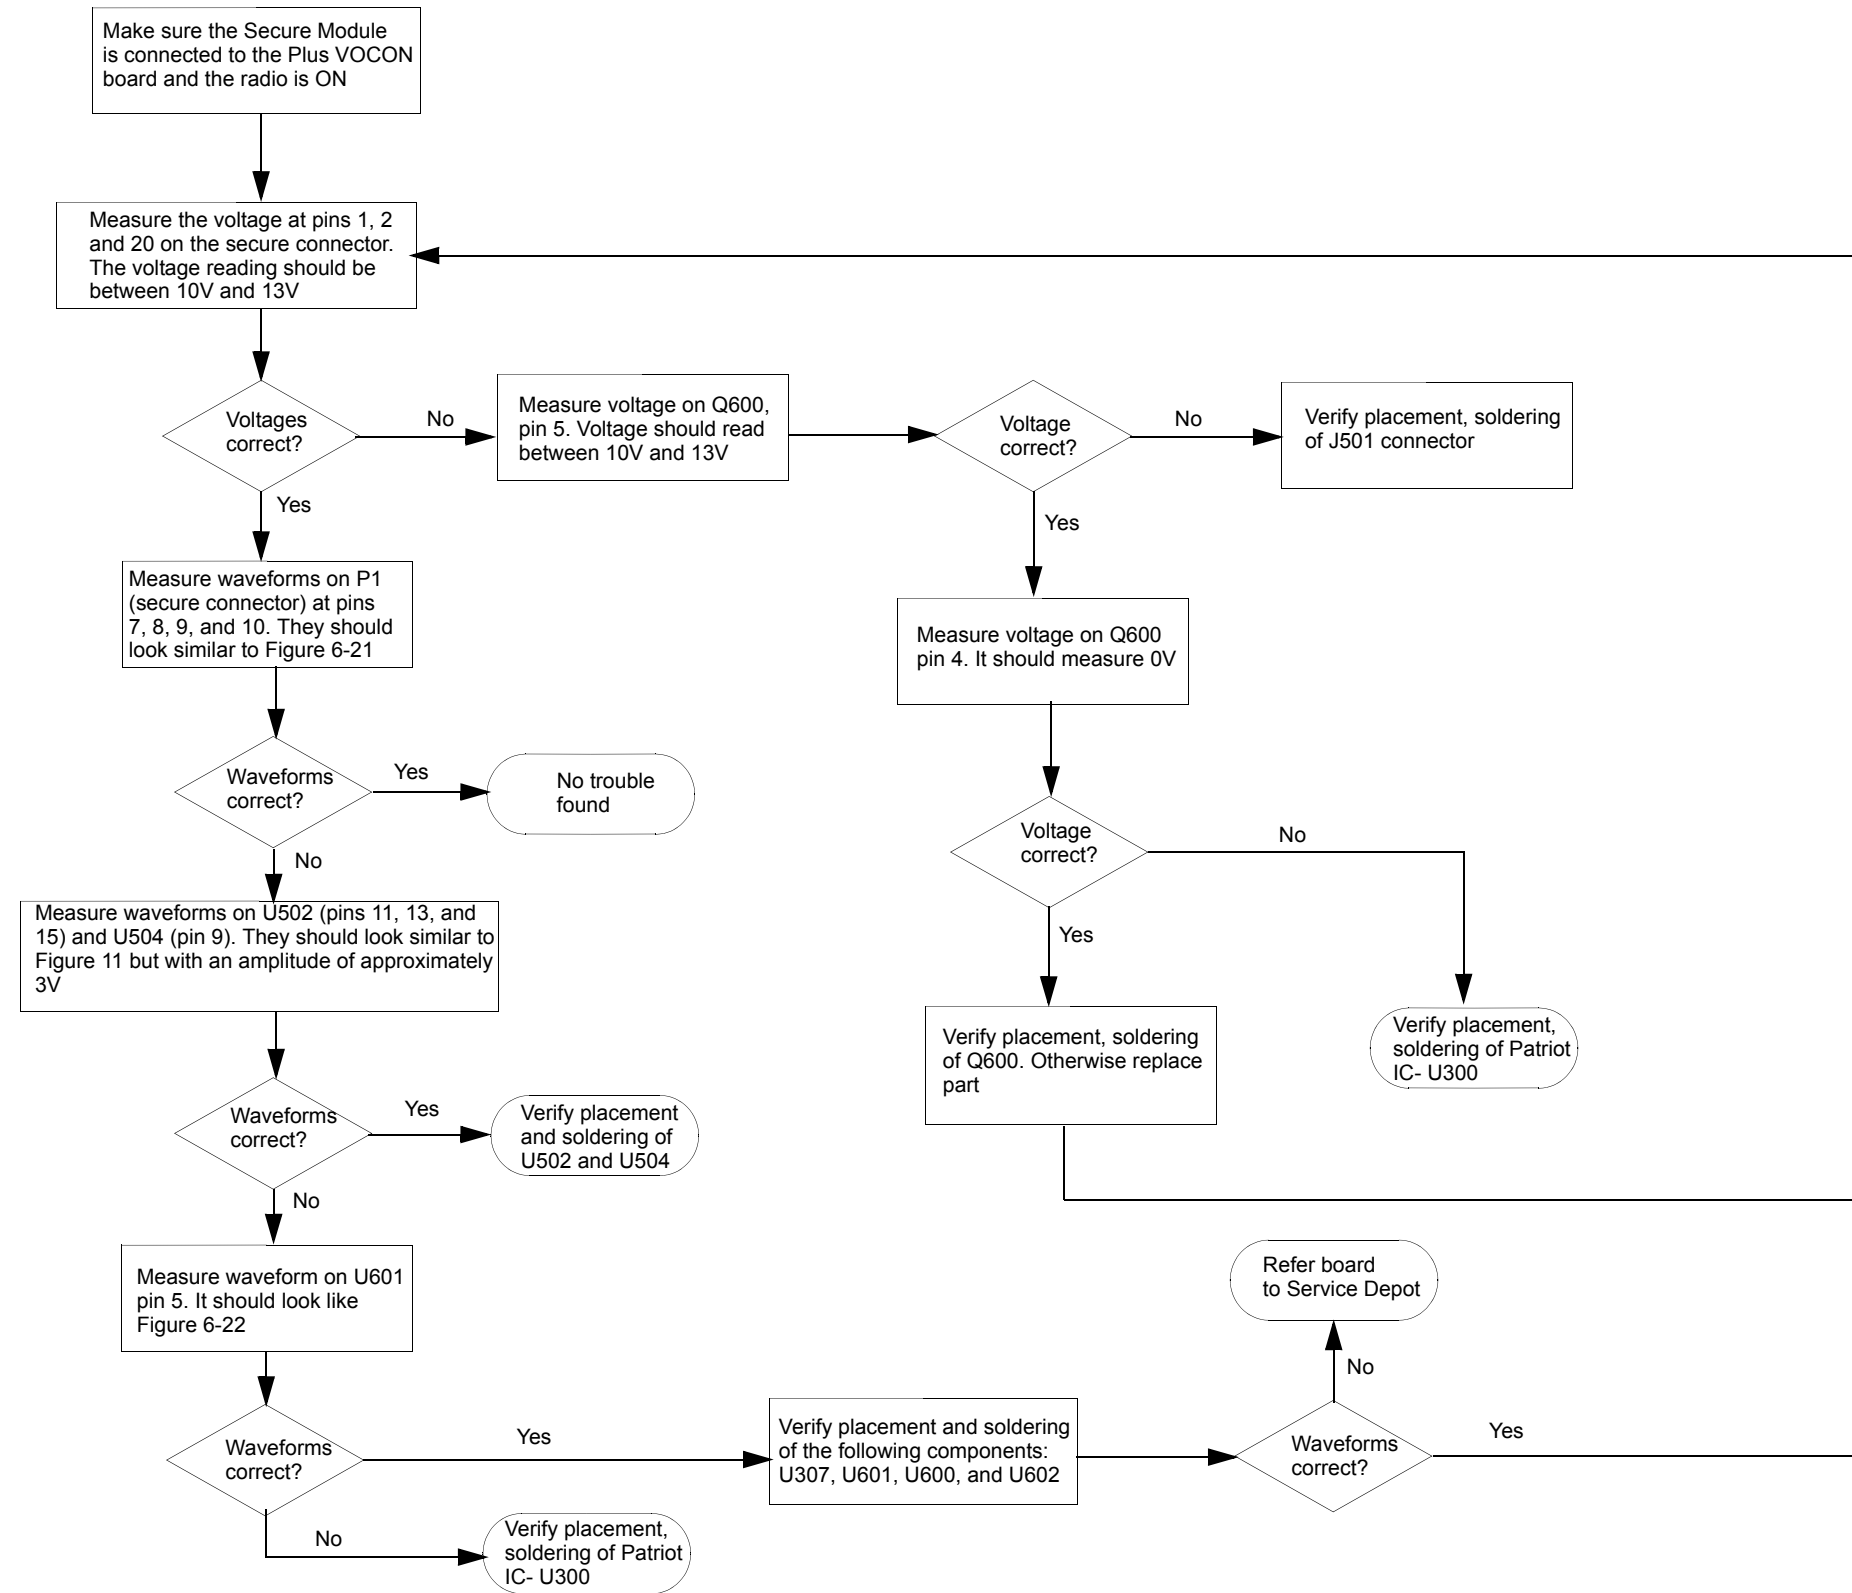 Make sure the Secure Module
is connected to the Plus VOCON
board and the radio is ON
Measure the voltage at pins 1, 2
and 20 on the secure connector.
The voltage reading should be
between 10V and 13V
Voltages
correct?
No
Measure voltage on Q600,
pin 5. Voltage should read
between 10V and 13V
Voltage
correct?
No
Verify placement, soldering
of J501 connector
Yes
Yes
Measure waveforms on P1
(secure connector) at pins
7, 8, 9, and 10. They should
look similar to Figure 6-21
Measure voltage on Q600
pin 4. It should measure 0V
Waveforms
correct?
Yes
No trouble
found
No
Voltage
correct?
No
Measure waveforms on U502 (pins 11, 13, and
15) and U504 (pin 9). They should look similar to
Figure 11 but with an amplitude of approximately
3V
Yes
Verify placement, soldering
of Q600. Otherwise replace
part
Verify placement,
soldering of Patriot
IC- U300
Waveforms
correct?
Yes
Verify placement
and soldering of
U502 and U504
No
Measure waveform on U601
pin 5. It should look like
Figure 6-22
Refer board
to Service Depot
No
Waveforms
correct?
Yes
Verify placement and soldering
of the following components:
U307, U601, U600, and U602
Waveforms
correct?
Yes
No
Verify placement,
soldering of Patriot
IC- U300